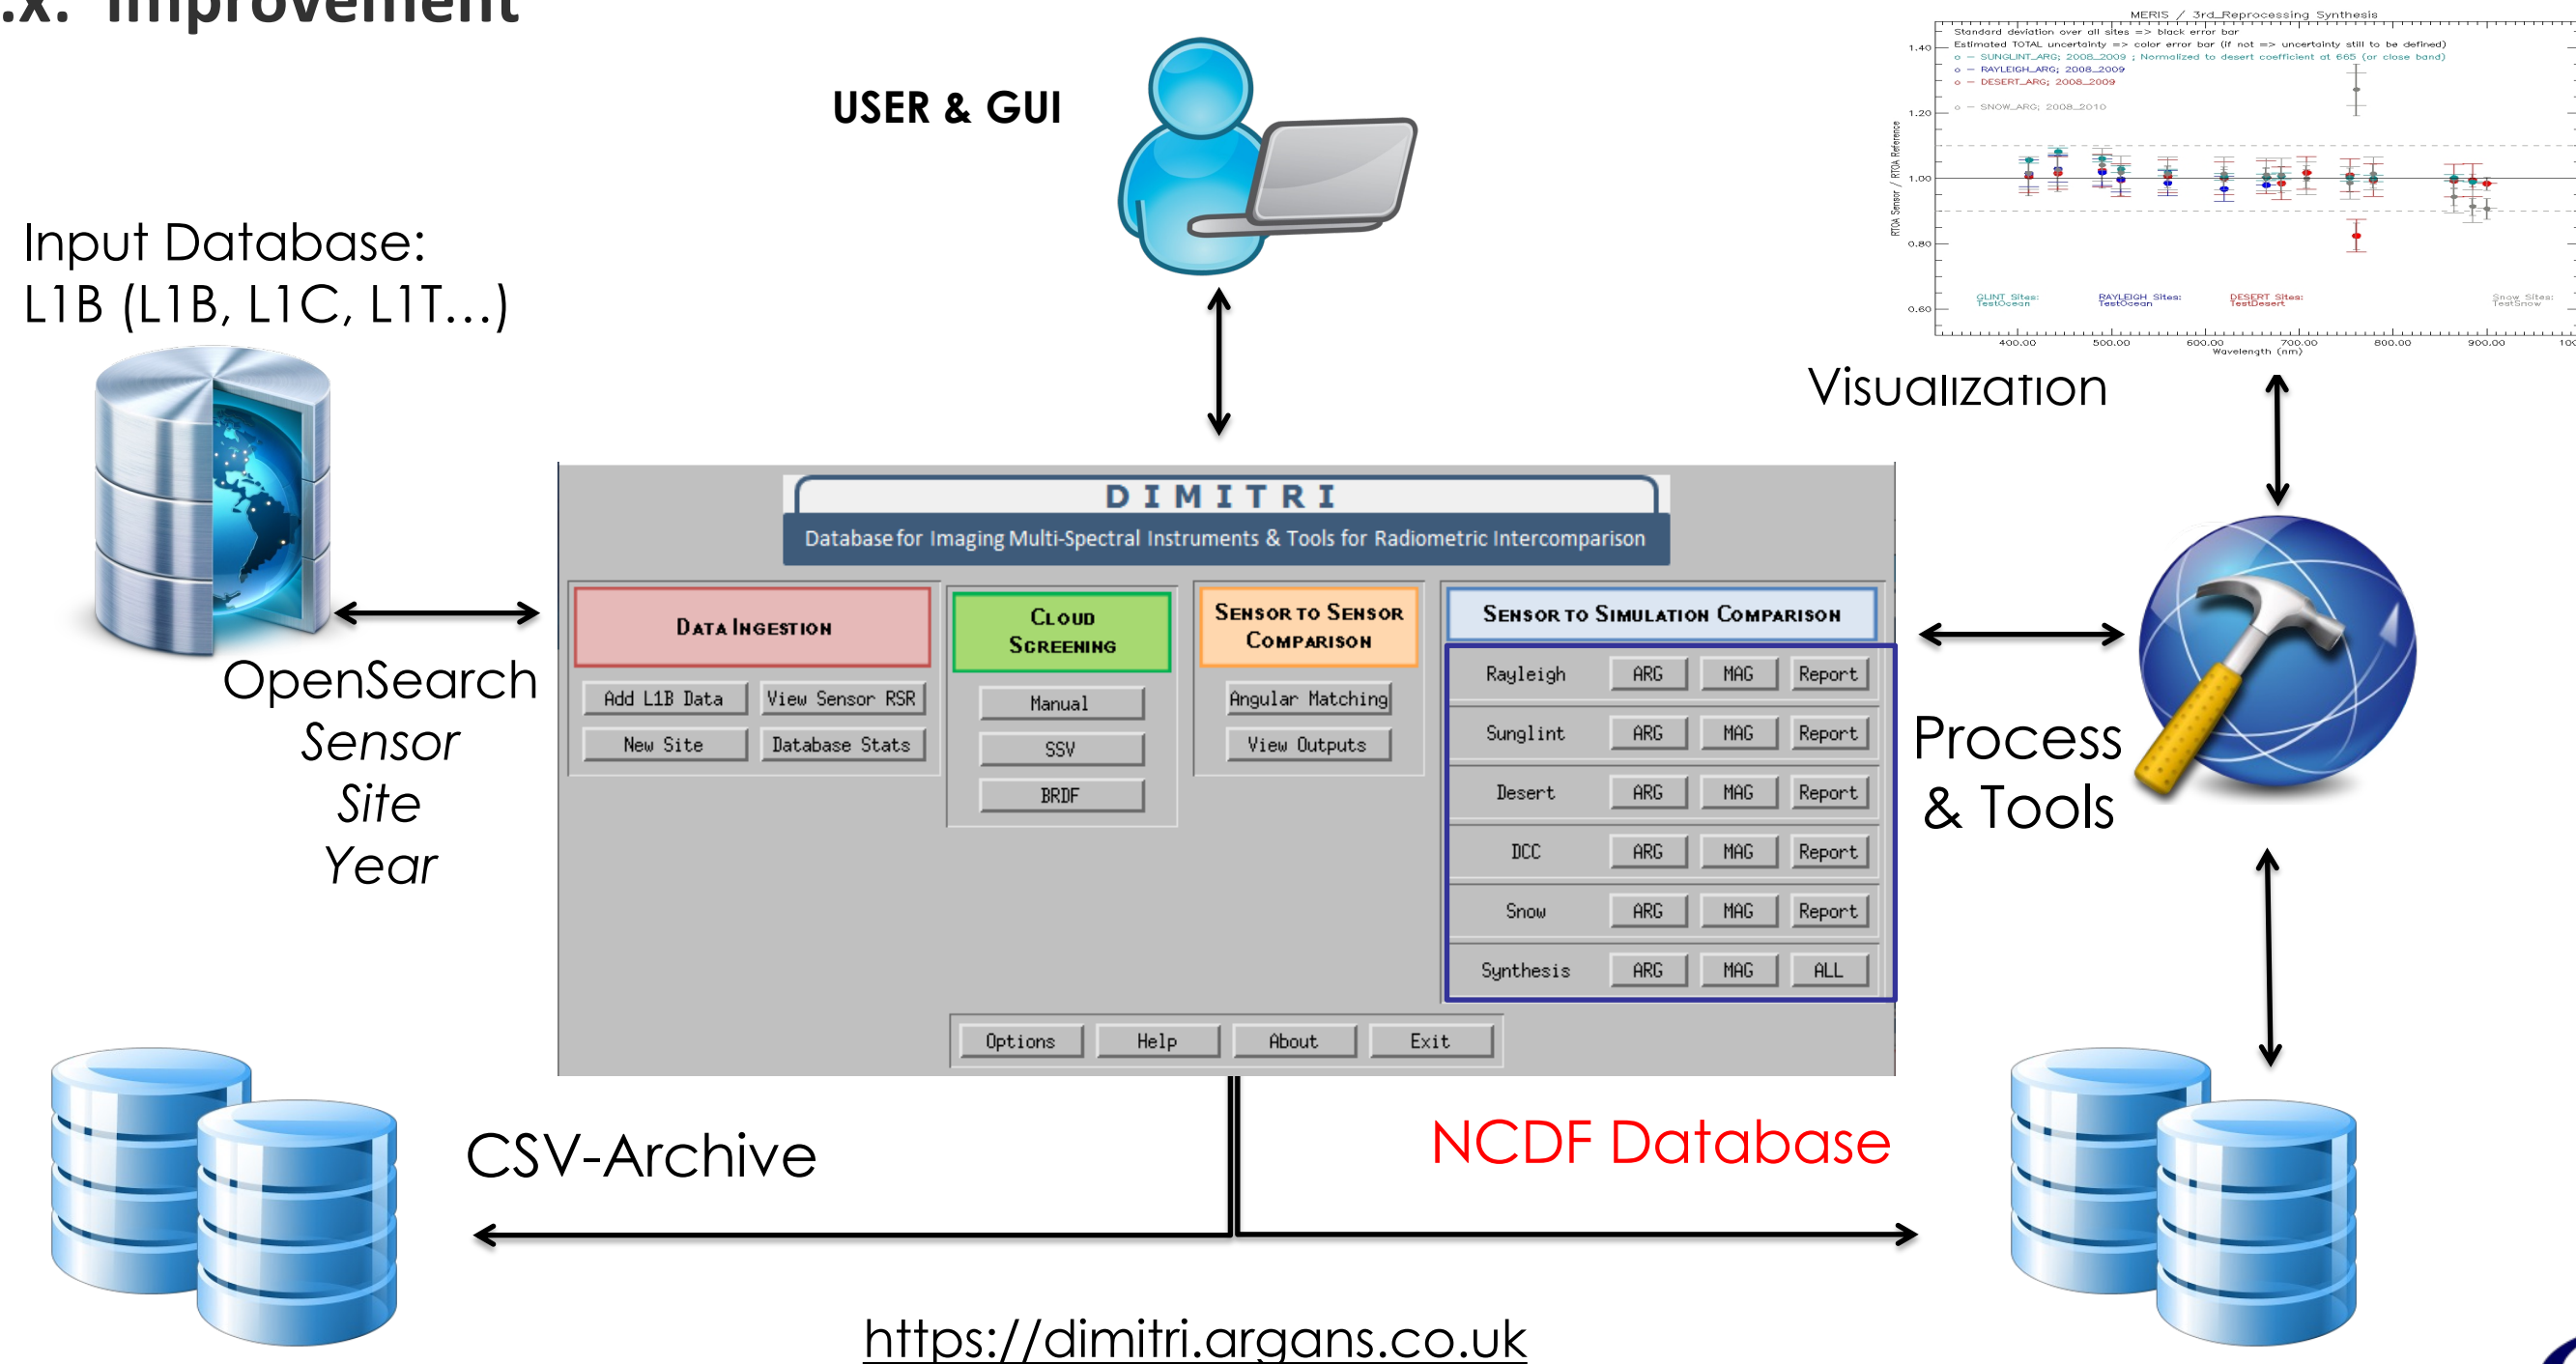 .x. Improvement
USER & GUI
Input Database:
L1B (L1B, L1C, L1T...)
MERIS / 3rd_Reprocessing Synthesis
Standard deviation over all sites => black error bar
Estimated TOTAL uncertainty => color error bar (if not => uncertainty still to be defined)
o - SUNGLINT_ARG; 2008_2009 ; Normalized to desert coefficient at 665 (or close band)
o - RAYLEIGH_ARG; 2008_2009
o - DESERT_ARG; 2008_2009
o - SNOW_ARG; 2008_2010
RTOA Sensor / RTOA Reference
1.40
1.20
1.00
0.80
0.60
GLINT Sites:
TestOcean
RAYLEIGH Sites:
TestOcean
DESERT Sites:
TestDesert
Snow Sites:
TestSnow
400.00 500.00 600.00 700.00 800.00 900.00 100
Wavelength (nm)
Visualization
OpenSearch
Sensor
Site
Year
DIMITRI
Database for Imaging Multi-Spectral Instruments & Tools for Radiometric Intercomparison
DATA INGESTION
Add L1B Data View Sensor RSR
New Site Database Stats
CLOUD
SCREENING
Manual
SSV
BRDF
SENSOR TO SENSOR
COMPARISON
Angular Matching
View Outputs
SENSOR TO SIMULATION COMPARISON
Rayleigh ARG MAG Report
Sunglint ARG MAG Report
Desert ARG MAG Report
DCC ARG MAG Report
Snow ARG MAG Report
Synthesis ARG MAG ALL
Options Help About Exit
Process
& Tools
CSV-Archive
NCDF Database
https://dimitri.argans.co.uk